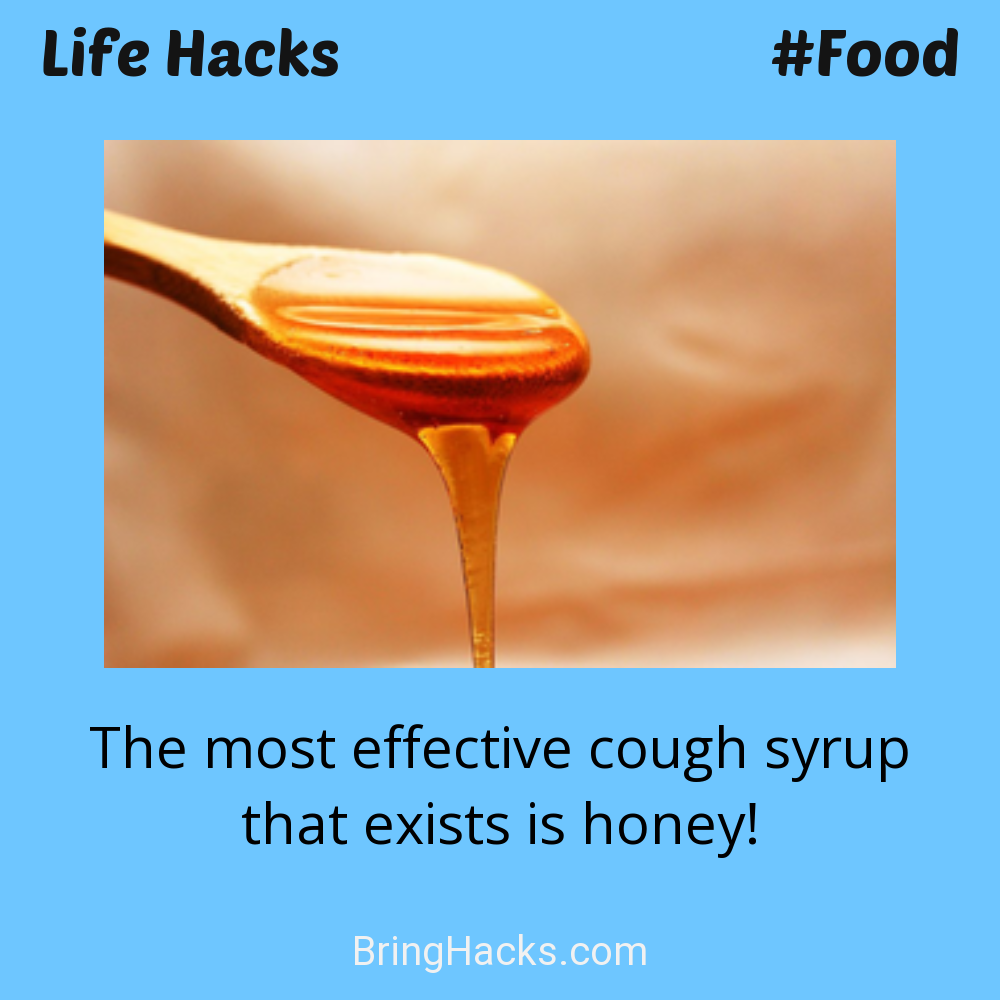 Life Hacks #Food
The most effective cough syrup
that exists is honey!
BringHacks.com